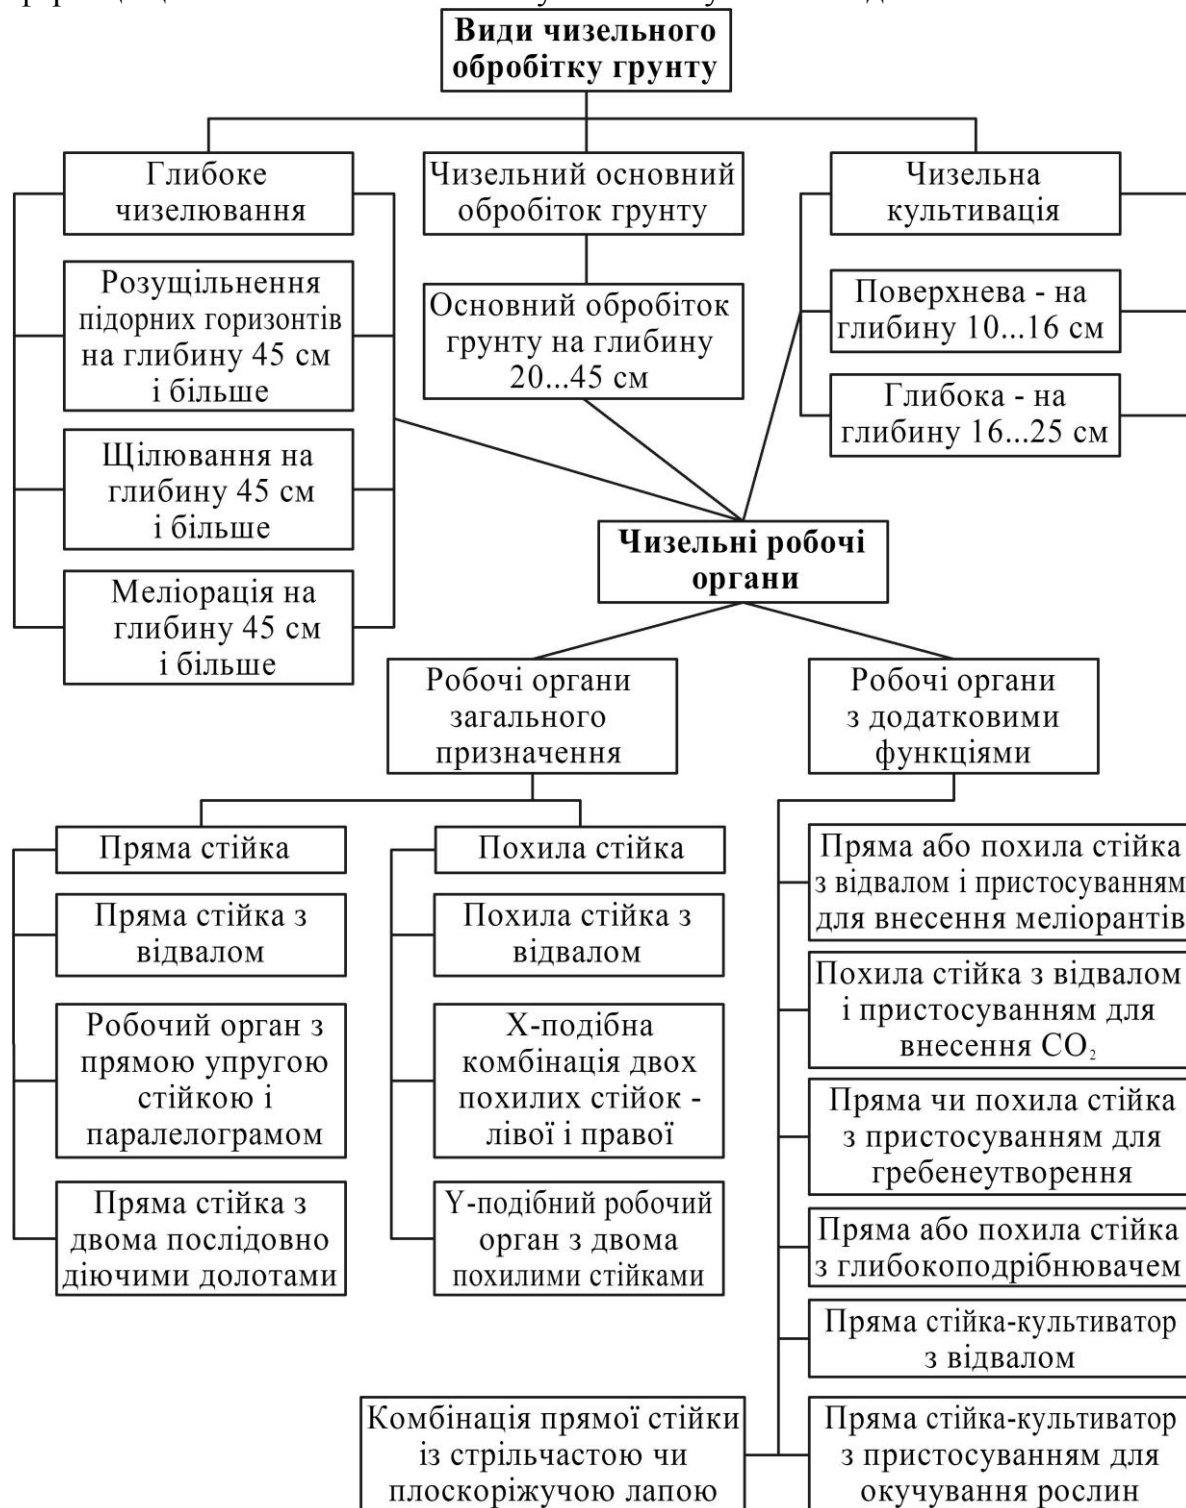 Види чизельного
обробітку грунту
Глибоке
чизелювання
Чизельний основний
обробіток грунту
Чизельна
культивація
Розущільнення
підорних горизонтів
на глибину 45 см
і більше
Основний обробіток
грунту на глибину
20...45 см
Поверхнева - на
глибину 10...16 см
Глибока - на
глибину 16...25 см
Щілювання на
глибину 45 см
і більше
Меліорація на
глибину 45 см
і більше
Чизельні робочі
органи
Робочі органи
загального
призначення
Робочі органи
з додатковими
функціями
Пряма стійка
Пряма стійка з
відвалом
Робочий орган з
прямою упругою
стійкою і
паралелограмом
Пряма стійка з
двома послідовно
діючими долотами
Похила стійка
Похила стійка з
відвалом
Х-подібна
комбінація двох
похилих стійок -
лівої і правої
Y-подібний робочий
орган з двома
похилими стійками
Пряма або похила стійка
з відвалом і пристосуванням
для внесення меліорантів
Похила стійка з відвалом
і пристосуванням для
внесення СО₂
Пряма чи похила стійка
з пристосуванням для
гребенеутворення
Пряма або похила стійка
з глибокоподрібнювачем
Пряма стійка-культиватор
з відвалом
Комбінація прямої стійки
із стрільчастою чи
плоскоріжучою лапою
Пряма стійка-культиватор
з пристосуванням для
окучування рослин